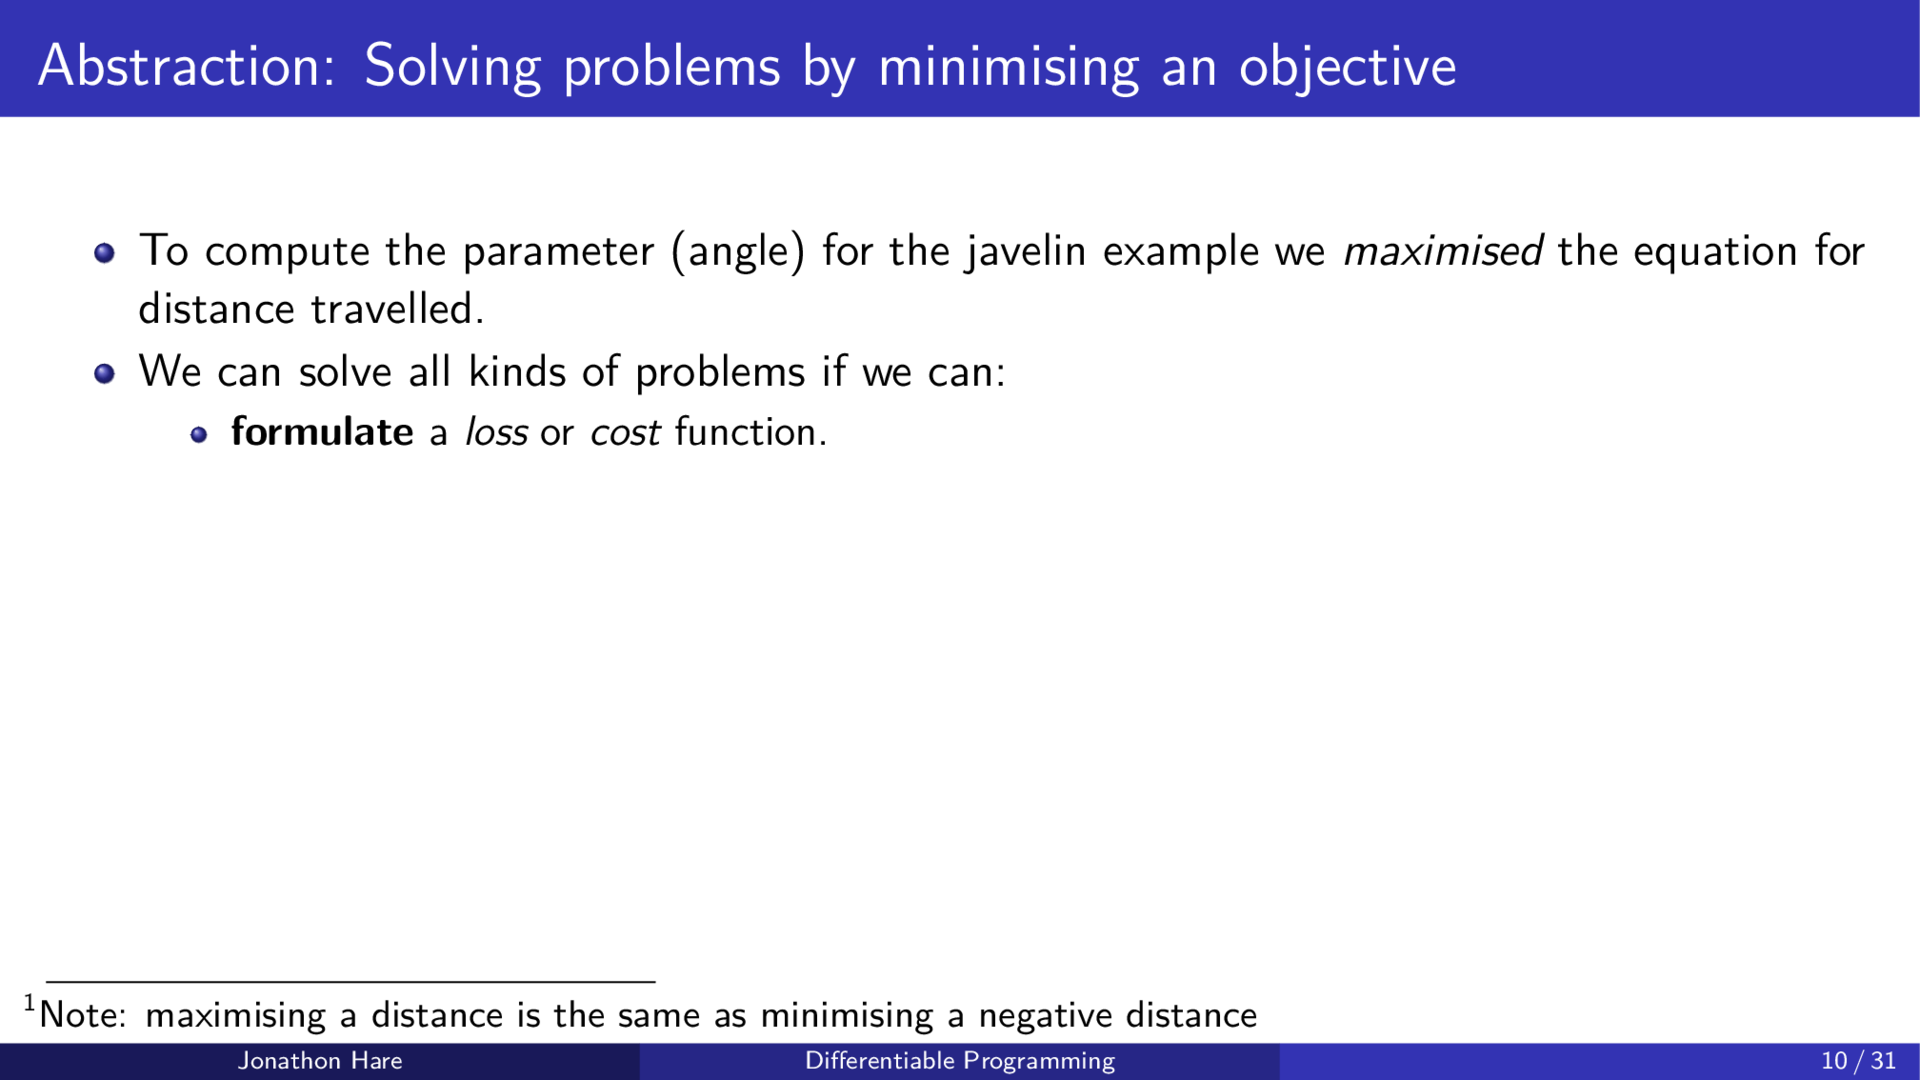 Abstraction: Solving problems by minimising an objective
To compute the parameter (angle) for the javelin example we maximised the equation for
distance travelled.
We can solve all kinds of problems if we can:
formulate a loss or cost function.
1Note: maximising a distance is the same as minimising a negative distance
Jonathon Hare
Differentiable Programming
10 / 31